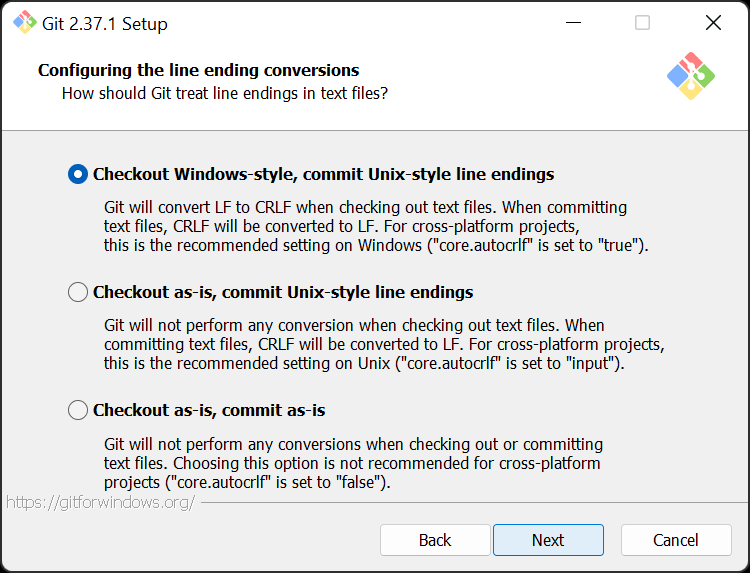 Git 2.37.1 Setup
Configuring the line ending conversions
How should Git treat line endings in text files?
Checkout Windows-style, commit Unix-style line endings
Git will convert LF to CRLF when checking out text files. When committing
text files, CRLF will be converted to LF. For cross-platform projects,
this is the recommended setting on Windows ("core.autocrlf" is set to "true").
Checkout as-is, commit Unix-style line endings
Git will not perform any conversion when checking out text files. When
committing text files, CRLF will be converted to LF. For cross-platform projects,
this is the recommended setting on Unix ("core.autocrlf" is set to "input").
Checkout as-is, commit as-is
Git will not perform any conversions when checking out or committing
text files. Choosing this option is not recommended for cross-platform
projects ("core.autocrlf" is set to "false").
https://gitforwindows.org/
Back
Next
Cancel